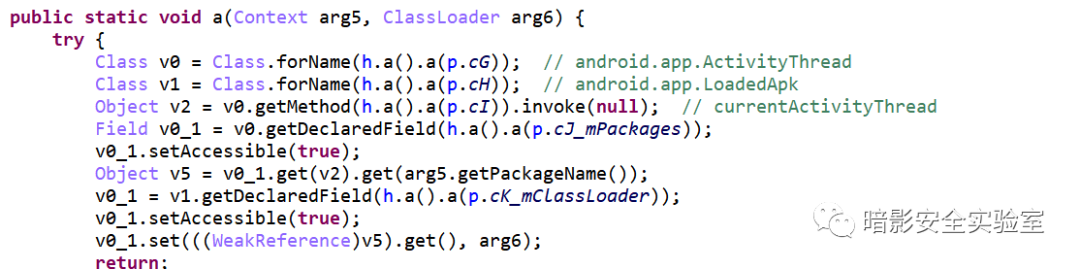 public static void a(Context arg5, ClassLoader arg6) {
try {
Class v0 = Class.forName(h.a().a(p.cG)); // android.app.ActivityThread
Class v1 = Class.forName(h.a().a(p.cH)); // android.app.LoadedApk
Object v2 = v0.getMethod(h.a().a(p.cI)).invoke(null); // currentActivityThread
Field v0_1 = v0.getDeclaredField(h.a().a(p.cJ_mPackages));
v0_1.setAccessible(true);
Object v5 = v0_1.get(v2).get(arg5.getPackageName());
v0_1 = v1.getDeclaredField(h.a().a(p.cK_mClassLoader));
v0_1.setAccessible(true);
v0_1.set(((WeakReference)v5).get(), arg6);
return;
暗影安全实验室